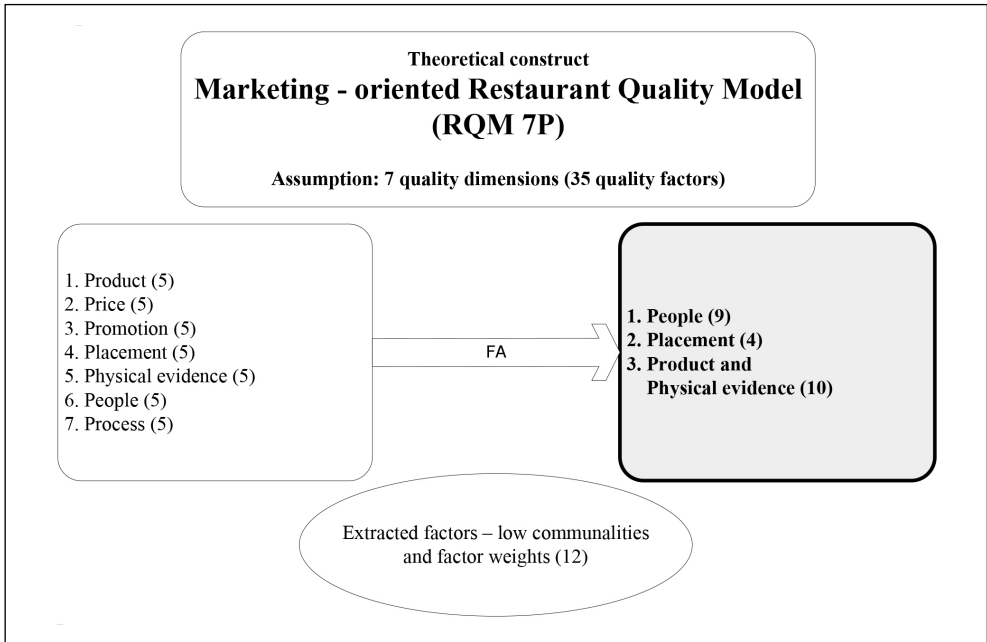 Theoretical construct
Marketing - oriented Restaurant Quality Model
(RQM 7P)
Assumption: 7 quality dimensions (35 quality factors)
1. Product (5)
2. Price (5)
3. Promotion (5)
4. Placement (5)
5. Physical evidence (5)
6. People (5)
7. Process (5)
FA
1. People (9)
2. Placement (4)
3. Product and
Physical evidence (10)
Extracted factors – low communalities
and factor weights (12)